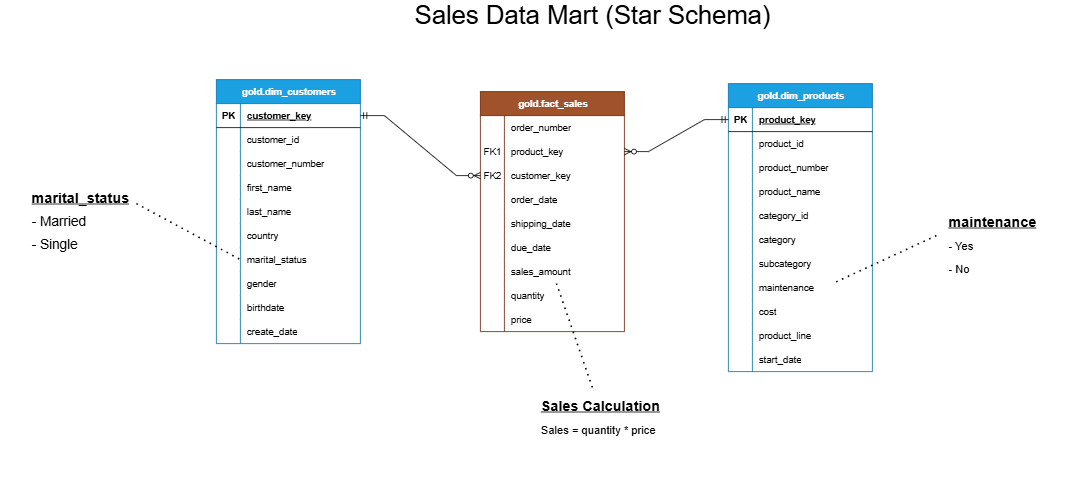 Sales Data Mart (Star Schema)
gold.dim_customers
PK customer_key
customer_id
customer_number
first_name
last_name
country
marital_status
gender
birthdate
create_date
marital_status
- Married
- Single
gold.fact_sales
order_number
FK1 product_key
FK2 customer_key
order_date
shipping_date
due_date
sales_amount
quantity
price
Sales Calculation
Sales = quantity * price
gold.dim_products
PK product_key
product_id
product_number
product_name
category_id
category
subcategory
maintenance
cost
product_line
start_date
maintenance
- Yes
- No